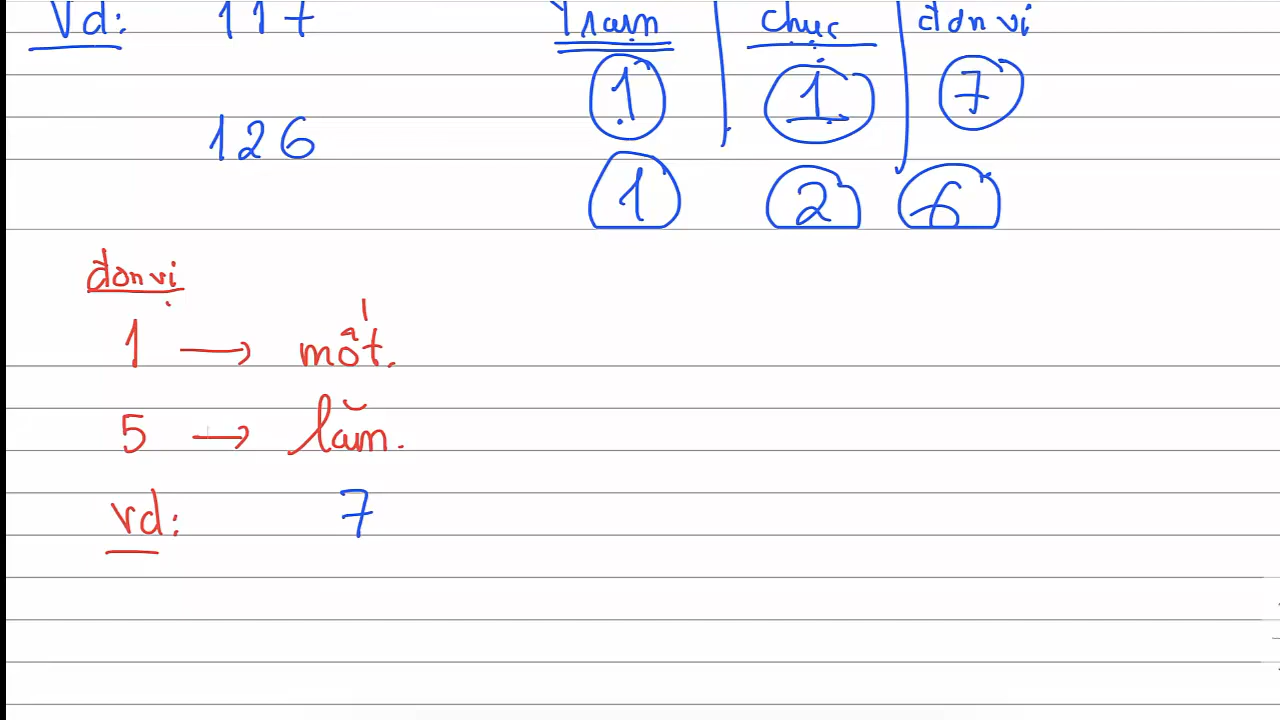 Vd: 117 Trăm chục đơn vị
1 1 7
126
1 2 6
đơn vị
1 → mốt.
5 → lăm.
vd: 7